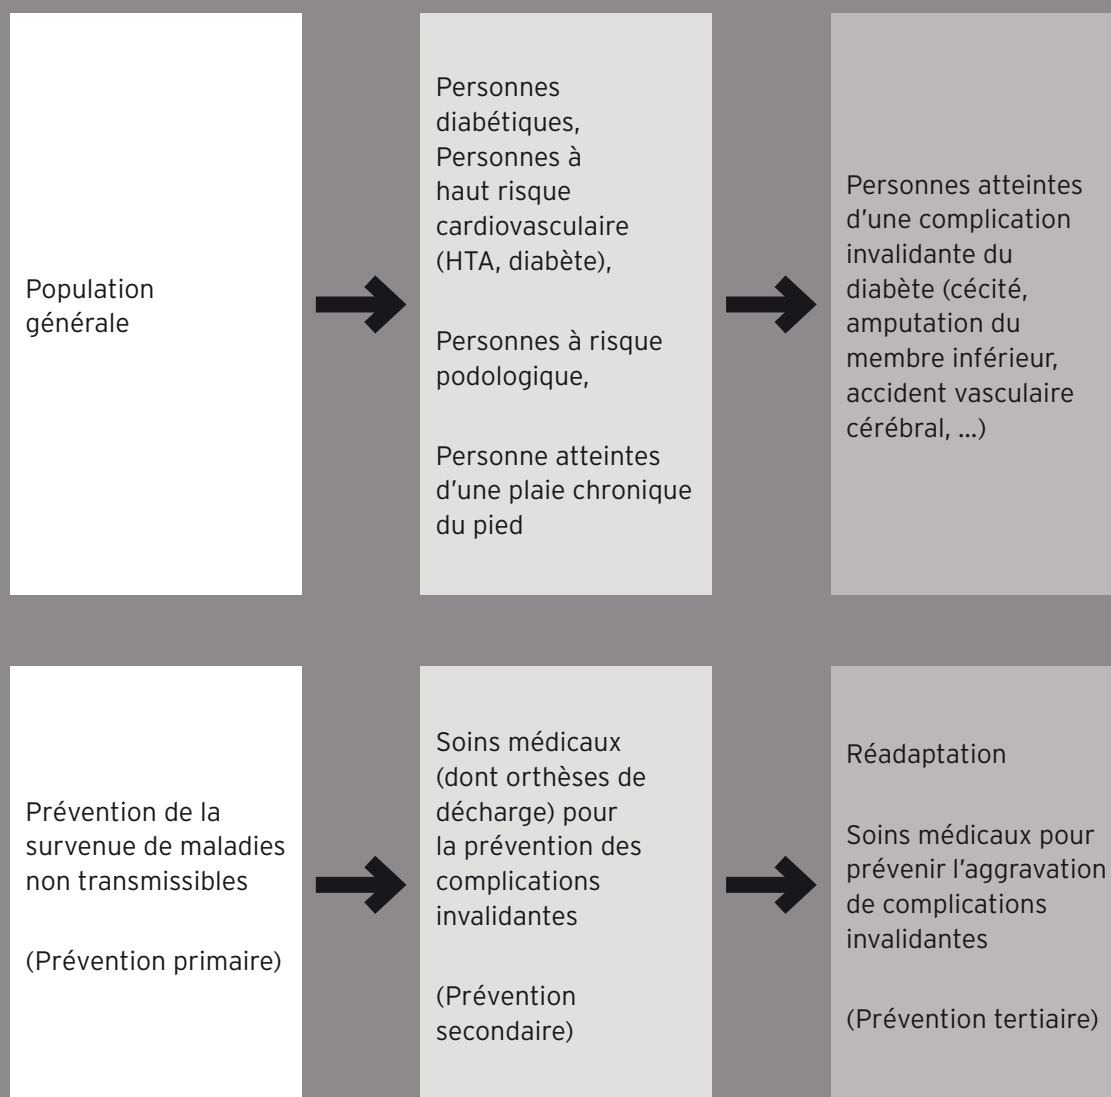 Population
générale
Personnes
diabétiques,
Personnes à
haut risque
cardiovasculaire
(HTA, diabète),
Personnes à risque
podologique,
Personne atteintes
d'une plaie chronique
du pied
Personnes atteintes
d'une complication
invalidante du
diabète (cécité,
amputation du
membre inférieur,
accident vasculaire
cérébral, ...)
Prévention de la
survenue de maladies
non transmissibles
(Prévention primaire)
Soins médicaux
(dont orthèses de
décharge) pour
la prévention des
complications
invalidantes
(Prévention
secondaire)
Réadaptation
Soins médicaux pour
prévenir l'aggravation
de complications
invalidantes
(Prévention tertiaire)